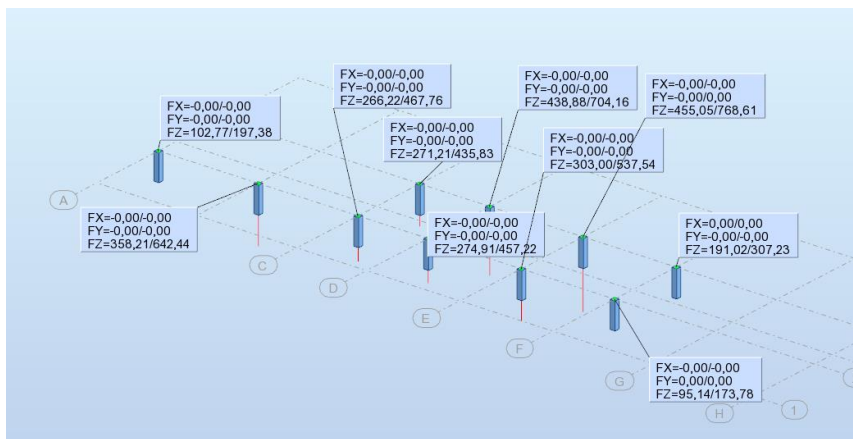 FX=-0,00/-0,00
FY=-0,00/-0,00
FZ=102,77/197,38
FX=-0,00/-0,00
FY=-0,00/-0,00
FZ=266,22/467,76
FX=-0,00/-0,00
FY=-0,00/-0,00
FZ=438,88/704,16
FX=-0,00/-0,00
FY=-0,00/0,00
FZ=455,05/768,61
FX=-0,00/-0,00
FY=-0,00/-0,00
FZ=271,21/435,83
FX=-0,00/-0,00
FY=-0,00/-0,00
FZ=303,00/537,54
FX=-0,00/-0,00
FY=-0,00/-0,00
FZ=358,21/642,44
FX=-0,00/-0,00
FY=-0,00/-0,00
FZ=274,91/457,22
FX=0,00/0,00
FY=-0,00/-0,00
FZ=191,02/307,23
FX=-0,00/-0,00
FY=0,00/0,00
FZ=95,14/173,78
A
C
D
E
F
G
H
1